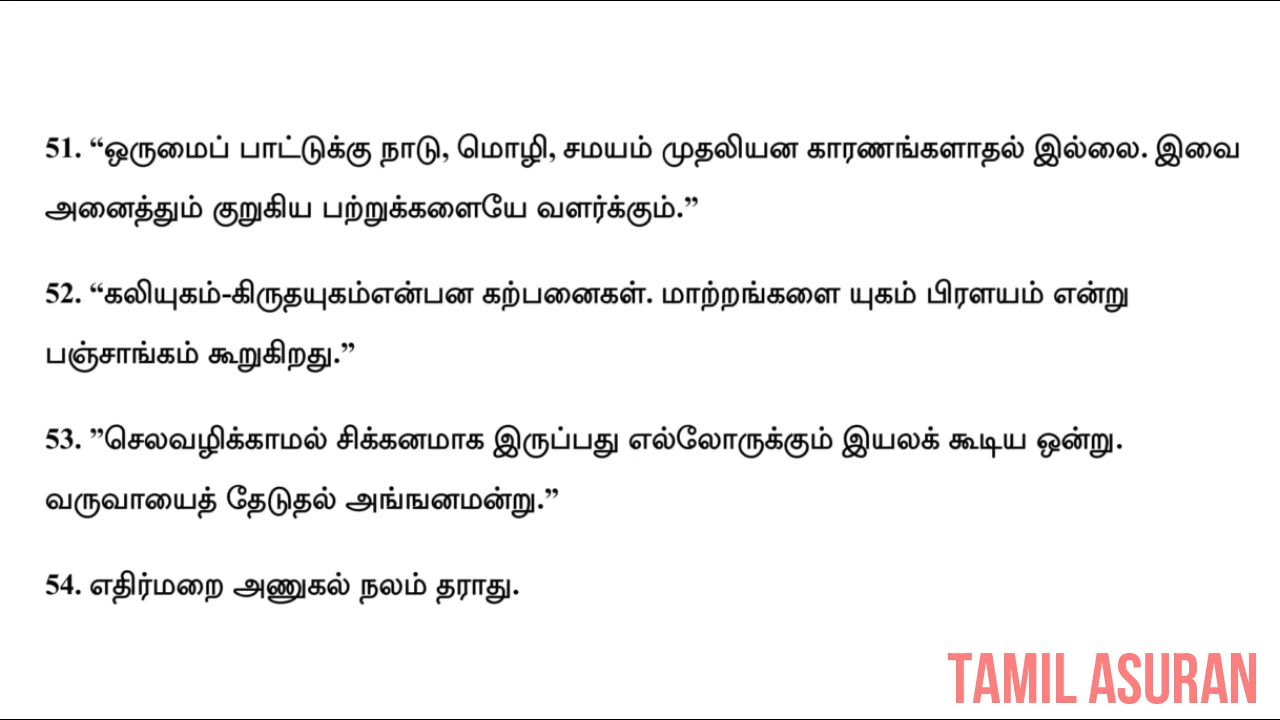 51. “ஒருமைப் பாட்டுக்கு நாடு, மொழி, சமயம் முதலியன காரணங்களாதல் இல்லை. இவை
அனைத்தும் குறுகிய பற்றுக்களையே வளர்க்கும்.”
52. “கலியுகம்-கிருதயுகம்என்பன கற்பனைகள். மாற்றங்களை யுகம் பிரளயம் என்று
பஞ்சாங்கம் கூறுகிறது.”
53. ”செலவழிக்காமல் சிக்கனமாக இருப்பது எல்லோருக்கும் இயலக் கூடிய ஒன்று.
வருவாயைத் தேடுதல் அங்ஙனமன்று.”
54. எதிர்மறை அணுகல் நலம் தராது.
TAMIL ASURAN